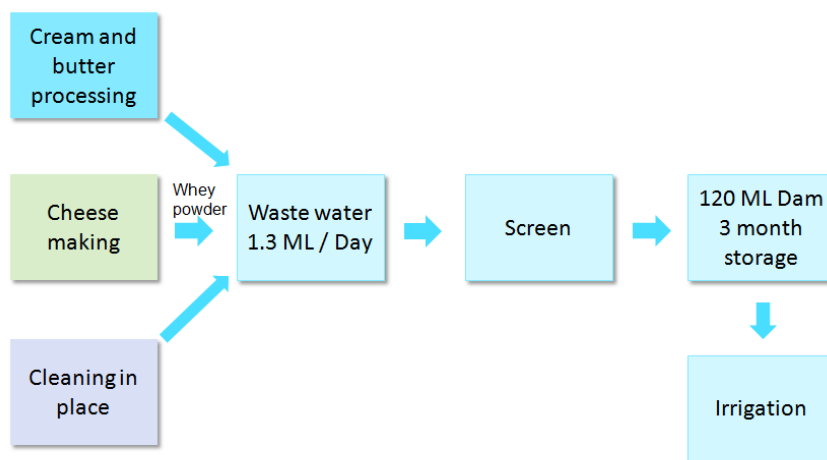 Cream and
butter
processing
Cheese
making
Whey
powder
Cleaning in
place
Waste water
1.3 ML / Day
Screen
120 ML Dam
3 month
storage
Irrigation